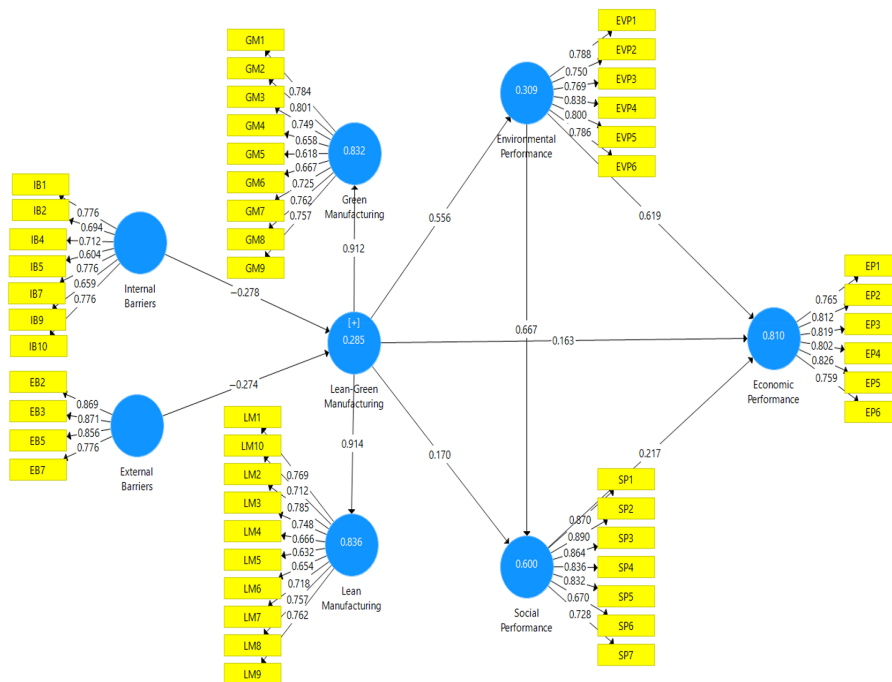 GM1
GM2
GM3
GM4
GM5
GM6
GM7
GM8
GM9
0.784
0.801
0.749
0.658
0.618
0.667
0.725
0.762
0.757
0.832
Green
Manufacturing
0.912
IB1
IB2
IB4
IB5
IB7
IB9
IB10
0.776
0.694
0.712
0.604
0.776
0.659
0.776
Internal
Barriers
−0.278
EB2
EB3
EB5
EB7
0.869
0.871
0.856
0.776
External
Barriers
−0.274
[+]
0.285
Lean-Green
Manufacturing
0.914
LM1
LM10
LM2
LM3
LM4
LM5
LM6
LM7
LM8
LM9
0.769
0.712
0.785
0.748
0.666
0.632
0.654
0.718
0.757
0.762
0.836
Lean
Manufacturing
0.556
0.163
0.170
0.309
Environmental
Performance
EVP1
EVP2
EVP3
EVP4
EVP5
EVP6
0.788
0.750
0.769
0.838
0.800
0.786
0.619
0.667
0.600
Social
Performance
SP1
SP2
SP3
SP4
SP5
SP6
SP7
0.870
0.890
0.864
0.836
0.832
0.670
0.728
0.217
0.810
Economic
Performance
EP1
EP2
EP3
EP4
EP5
EP6
0.765
0.812
0.819
0.802
0.826
0.759